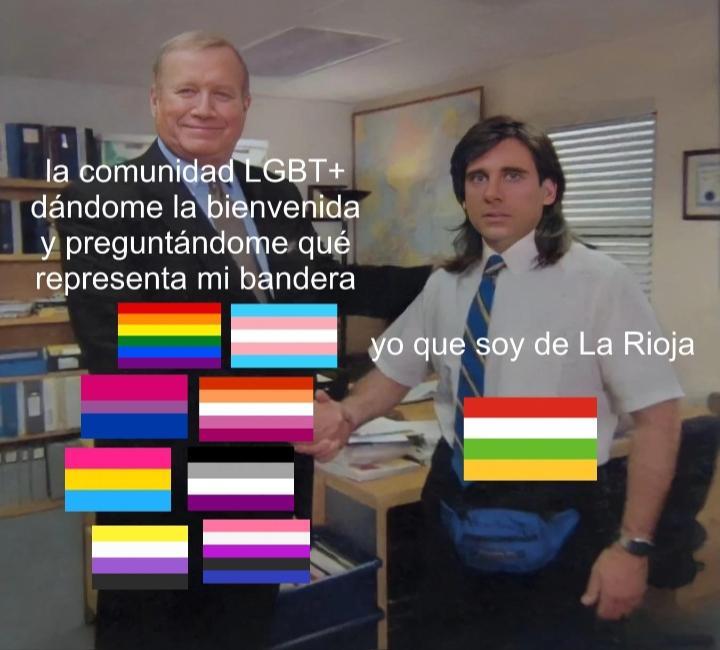 la comunidad LGBT+
dándome la bienvenida
y preguntándome qué
representa mi bandera
yo que soy de La Rioja